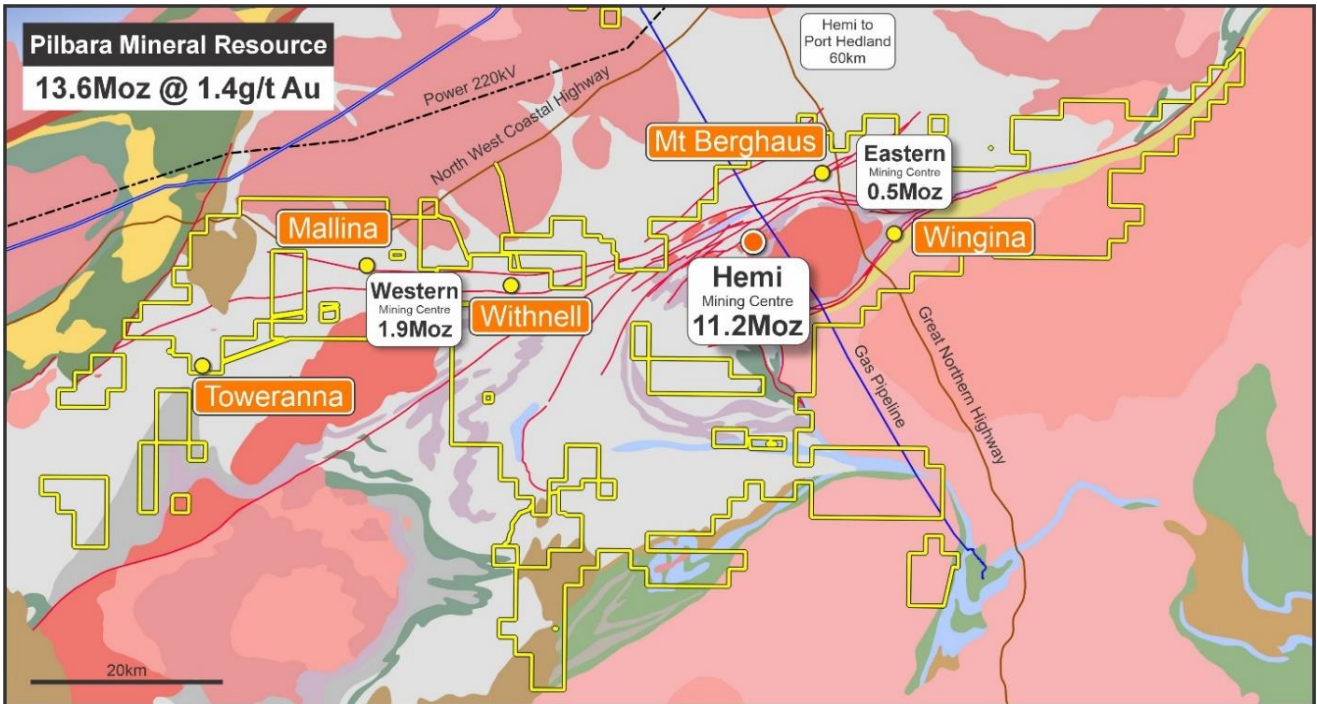 Pilbara Mineral Resource
13.6Moz @ 1.4g/t Au
Power 220kV
North West Coastal Highway
Hemi to
Port Hedland
60km
Mt Berghaus
Eastern
Mining Centre
0.5Moz
Mallina
Wingina
Western
Mining Centre
1.9Moz
Withnell
Hemi
Mining Centre
11.2Moz
Toweranna
Gas Pipeline
Great Northern Highway
20km